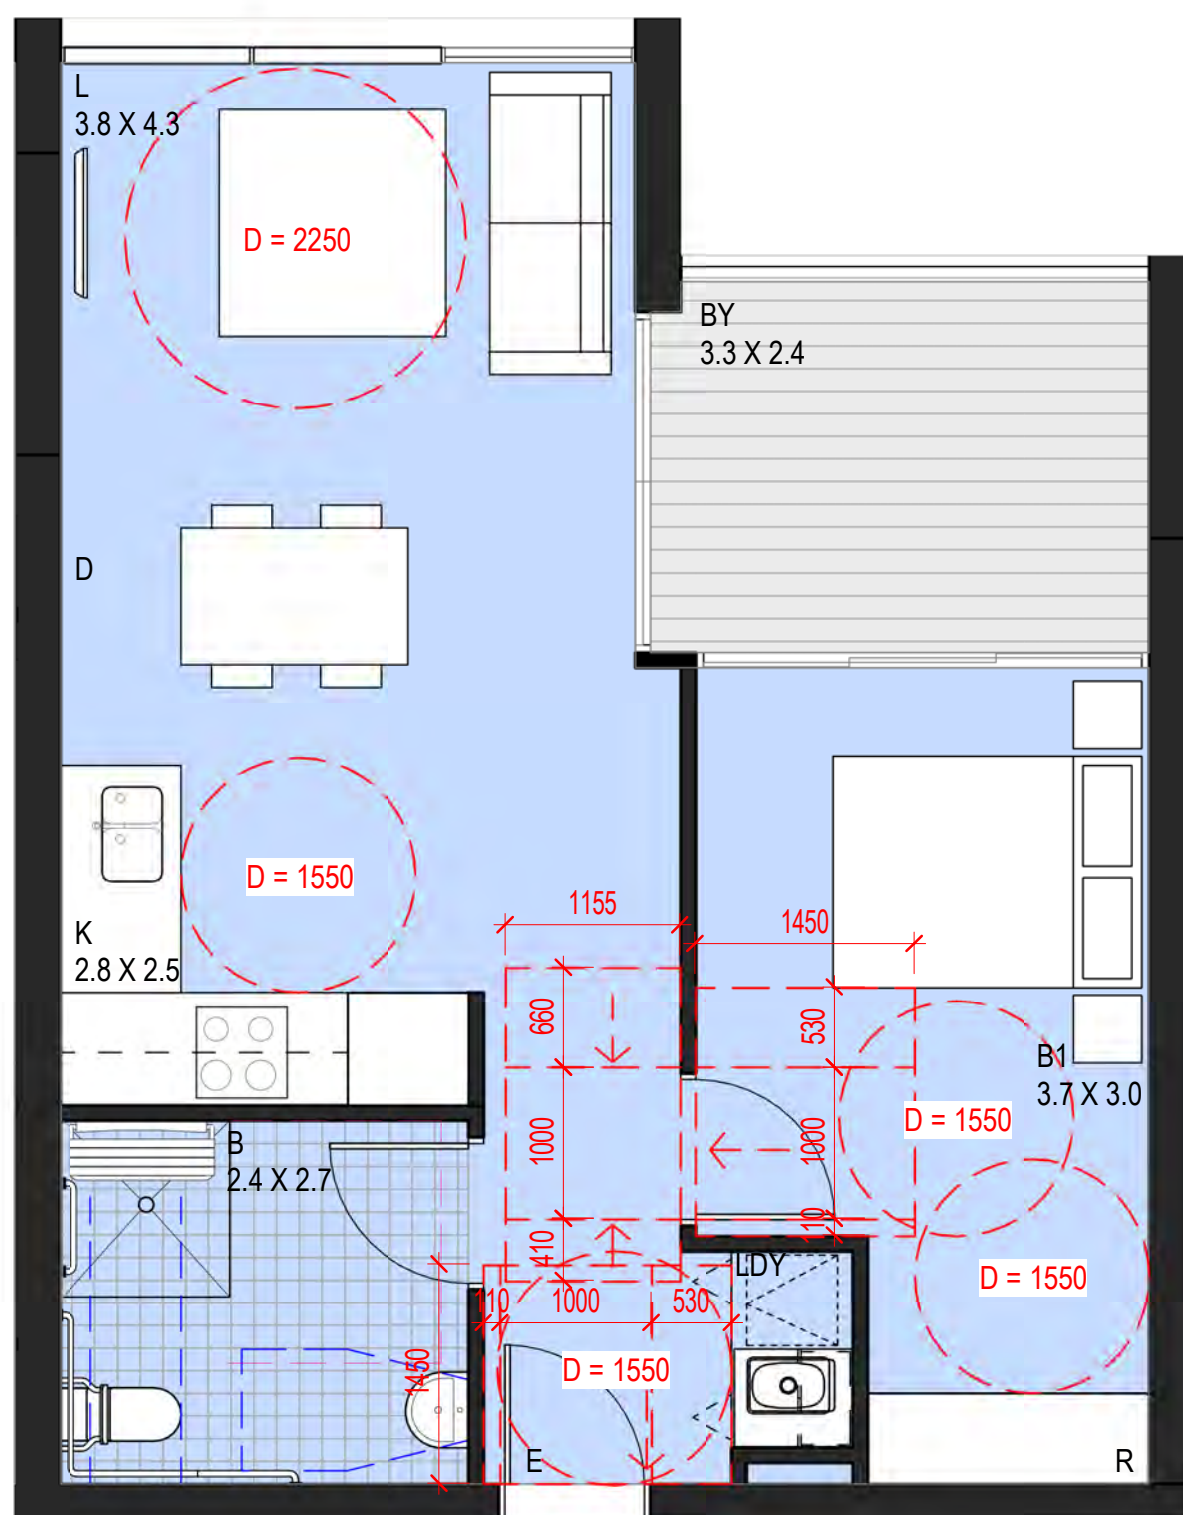 L
3.8 X 4.3
D = 2250
BY
3.3 X 2.4
D
D = 1550
K
2.8 X 2.5
1155
1450
660
530
B1
3.7 X 3.0
D = 1550
1000
1000
B
2.4 X 2.7
410
110
LDY
D = 1550
110
1000
530
1450
D = 1550
E
R